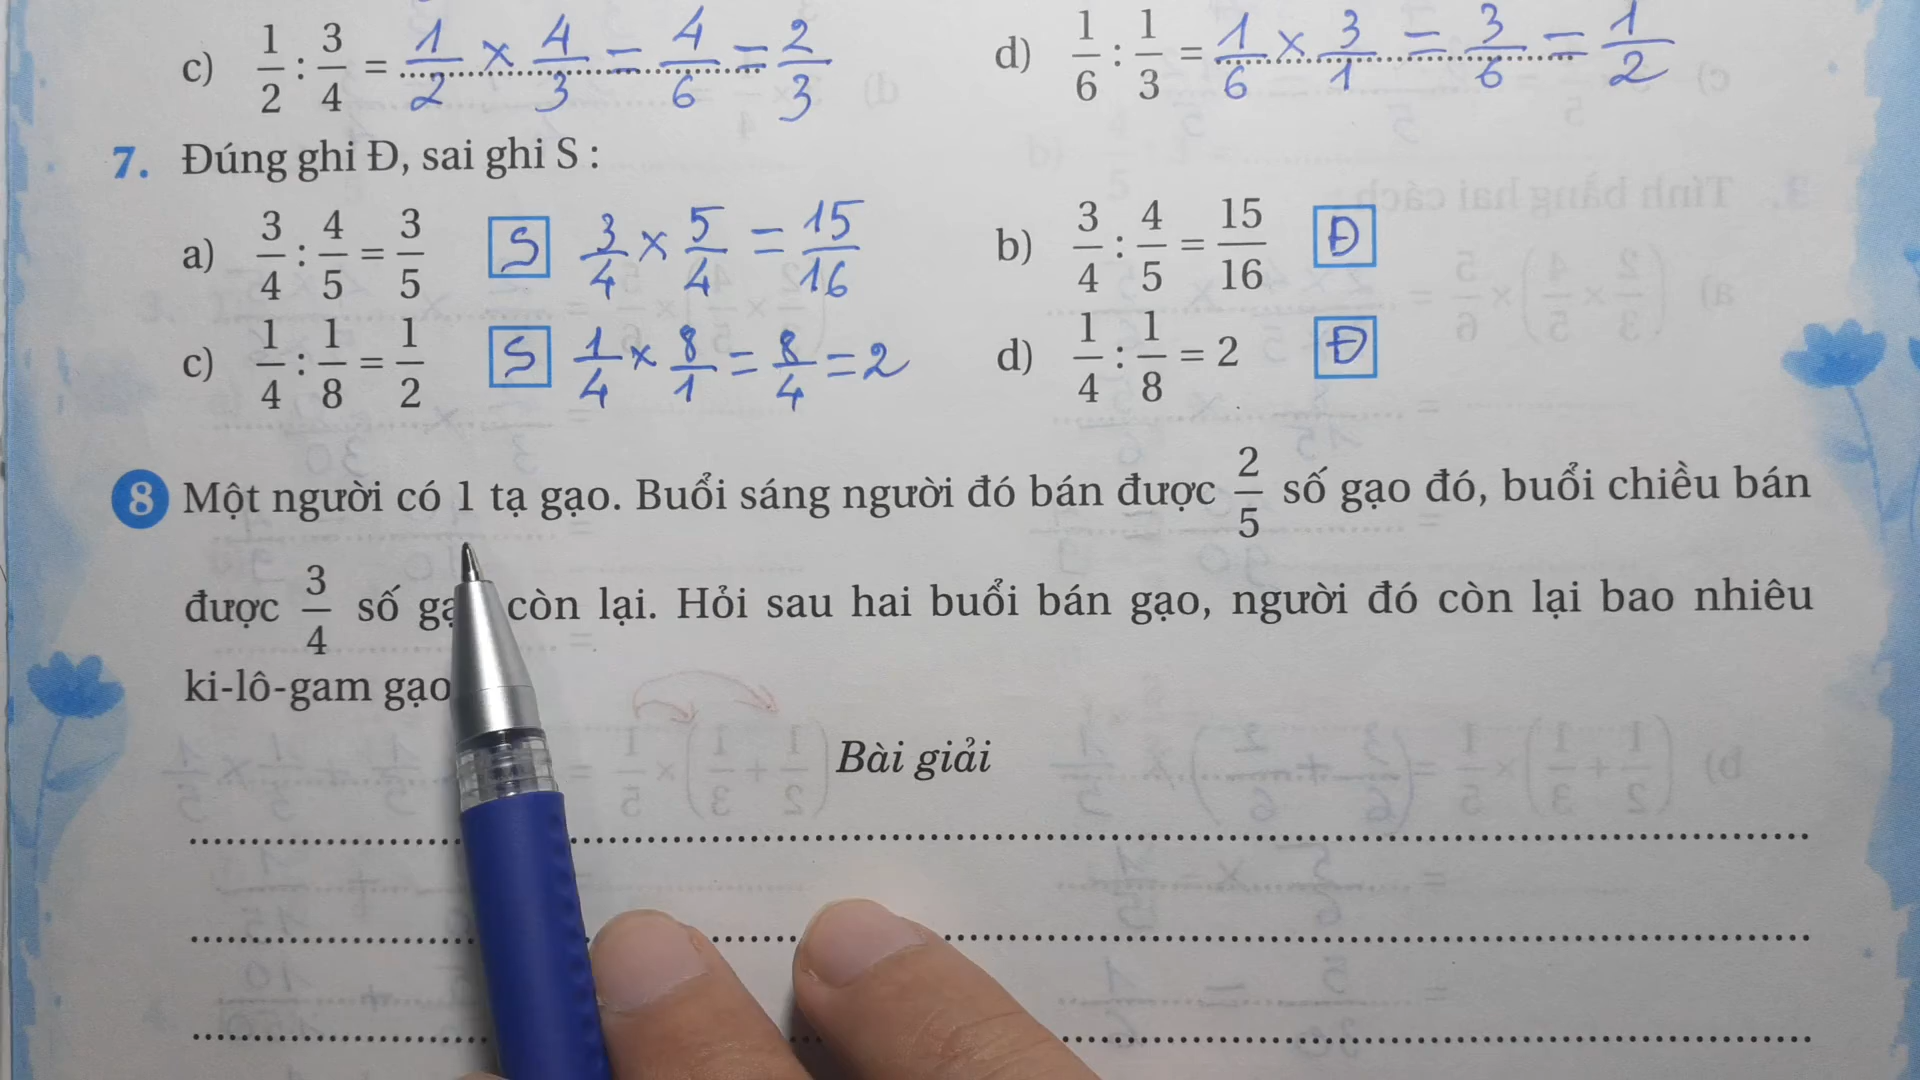 c) 1/2 : 3/4 = 1/2 × 4/3 = 4/6 = 2/3 d) 1/6 : 1/3 = 1/6 × 3/1 = 3/6 = 1/2
7. Đúng ghi Đ, sai ghi S :
a) 3/4 : 4/5 = 3/5 S 3/4 × 5/4 = 15/16 b) 3/4 : 4/5 = 15/16 Đ
c) 1/4 : 1/8 = 1/2 S 1/4 × 8/1 = 8/4 = 2 d) 1/4 : 1/8 = 2 Đ
8 Một người có 1 tạ gạo. Buổi sáng người đó bán được 2/5 số gạo đó, buổi chiều bán
được 3/4 số gạo còn lại. Hỏi sau hai buổi bán gạo, người đó còn lại bao nhiêu
ki-lô-gam gạo
Bài giải